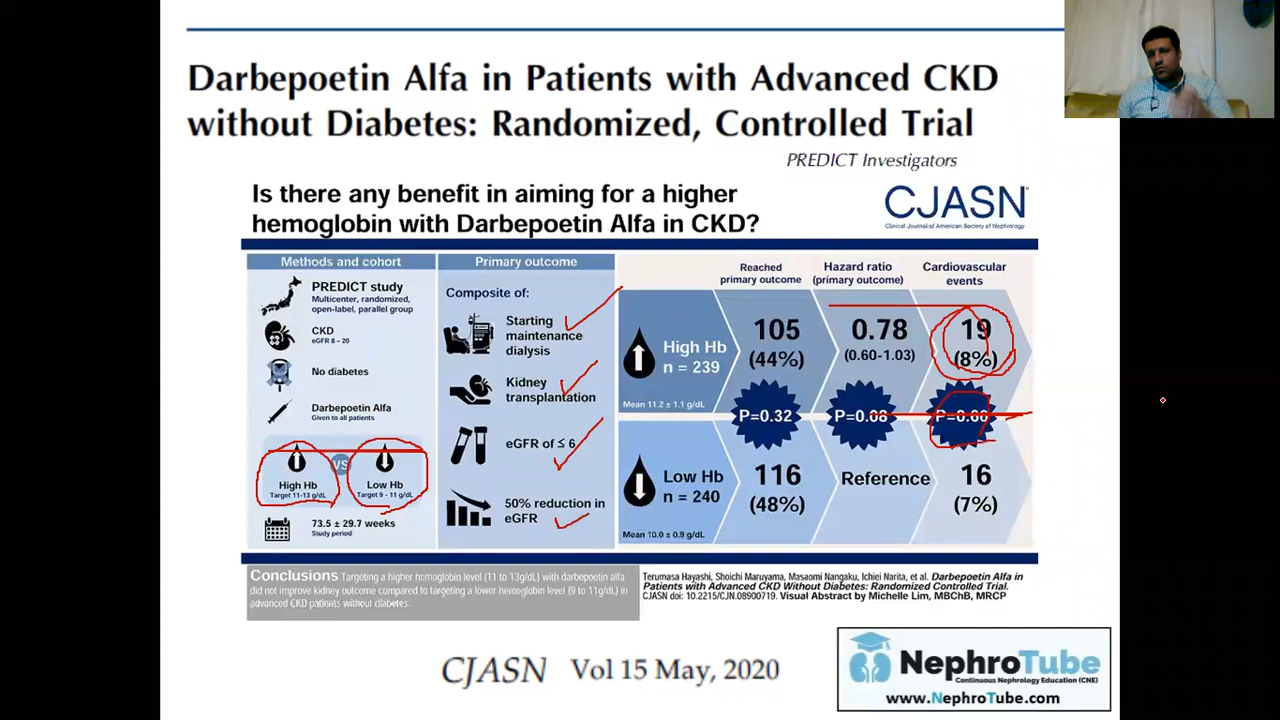 Darbepoetin Alfa in Patients with Advanced CKD
without Diabetes: Randomized, Controlled Trial
PREDICT Investigators
Is there any benefit in aiming for a higher
hemoglobin with Darbepoetin Alfa in CKD?
CJASN
Clinical Journal of American Society of Nephrology
Methods and cohort
PREDICT study
Multicenter, randomized,
open-label, parallel group
CKD
eGFR 8 - 20
No diabetes
Darbepoetin Alfa
Given to all patients
High Hb
Target 11-13 g/dL
VS
Low Hb
Target 9 - 11 g/dL
73.5 ± 29.7 weeks
Study period
Primary outcome
Composite of:
Starting
maintenance
dialysis
Kidney
transplantation
eGFR of ≤ 6
50% reduction in
eGFR
Reached
primary outcome
Hazard ratio
(primary outcome)
Cardiovascular
events
High Hb
n = 239
Mean 11.2 ± 1.1 g/dL
105
(44%)
0.78
(0.60-1.03)
19
(8%)
P=0.32
P=0.08
P=0.60
Low Hb
n = 240
Mean 10.0 ± 0.9 g/dL
116
(48%)
Reference
16
(7%)
Conclusions Targeting a higher hemoglobin level (11 to 13g/dL) with darbepoetin alfa
did not improve kidney outcome compared to targeting a lower hemoglobin level (9 to 11g/dL) in
advanced CKD patients without diabetes.
Terumasa Hayashi, Shoichi Maruyama, Masaomi Nangaku, Ichiei Narita, et al. Darbepoetin Alfa in
Patients with Advanced CKD Without Diabetes: Randomized Controlled Trial.
CJASN doi: 10.2215/CJN.08900719. Visual Abstract by Michelle Lim, MBChB, MRCP
CJASN Vol 15 May, 2020
NephroTube
Continuous Nephrology Education (CNE)
www.NephroTube.com